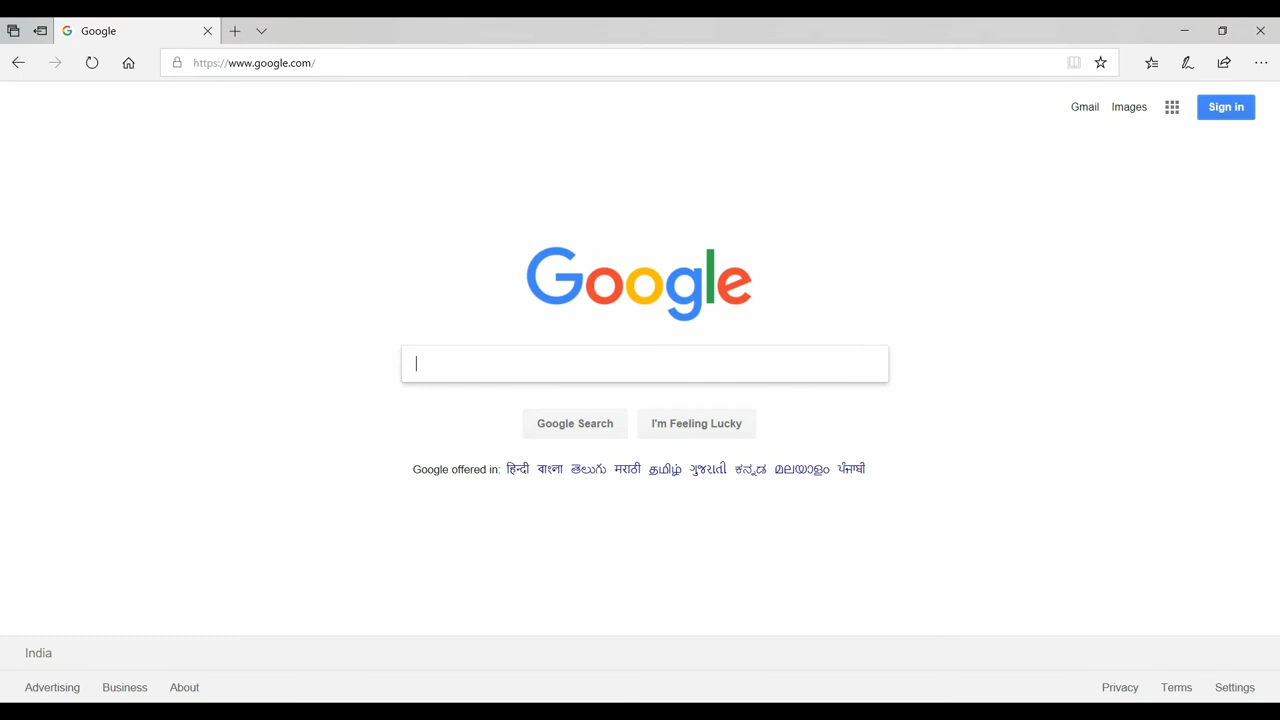 Google
https://www.google.com/
Gmail Images Sign in
Google
Google Search I'm Feeling Lucky
Google offered in: हिन्दी বাংলা తెలుగు मराठी தமிழ் ગુજરાતી ಕನ್ನಡ മലയാളം ਪੰਜਾਬੀ
India
Advertising Business About Privacy Terms Settings